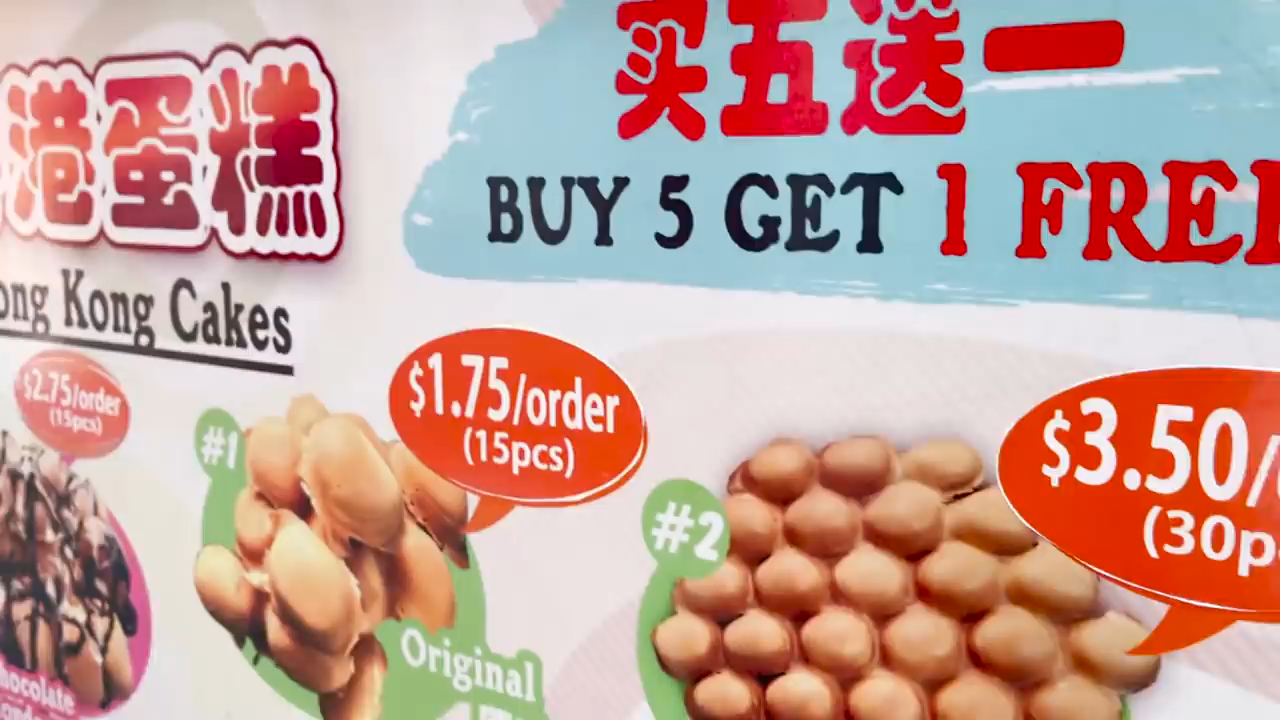 港蛋糕
ong Kong Cakes
买五送一
BUY 5 GET 1 FREE
$2.75/order
(15pcs)
#1
$1.75/order
(15pcs)
Original
#2
$3.50/
(30p
hocolate